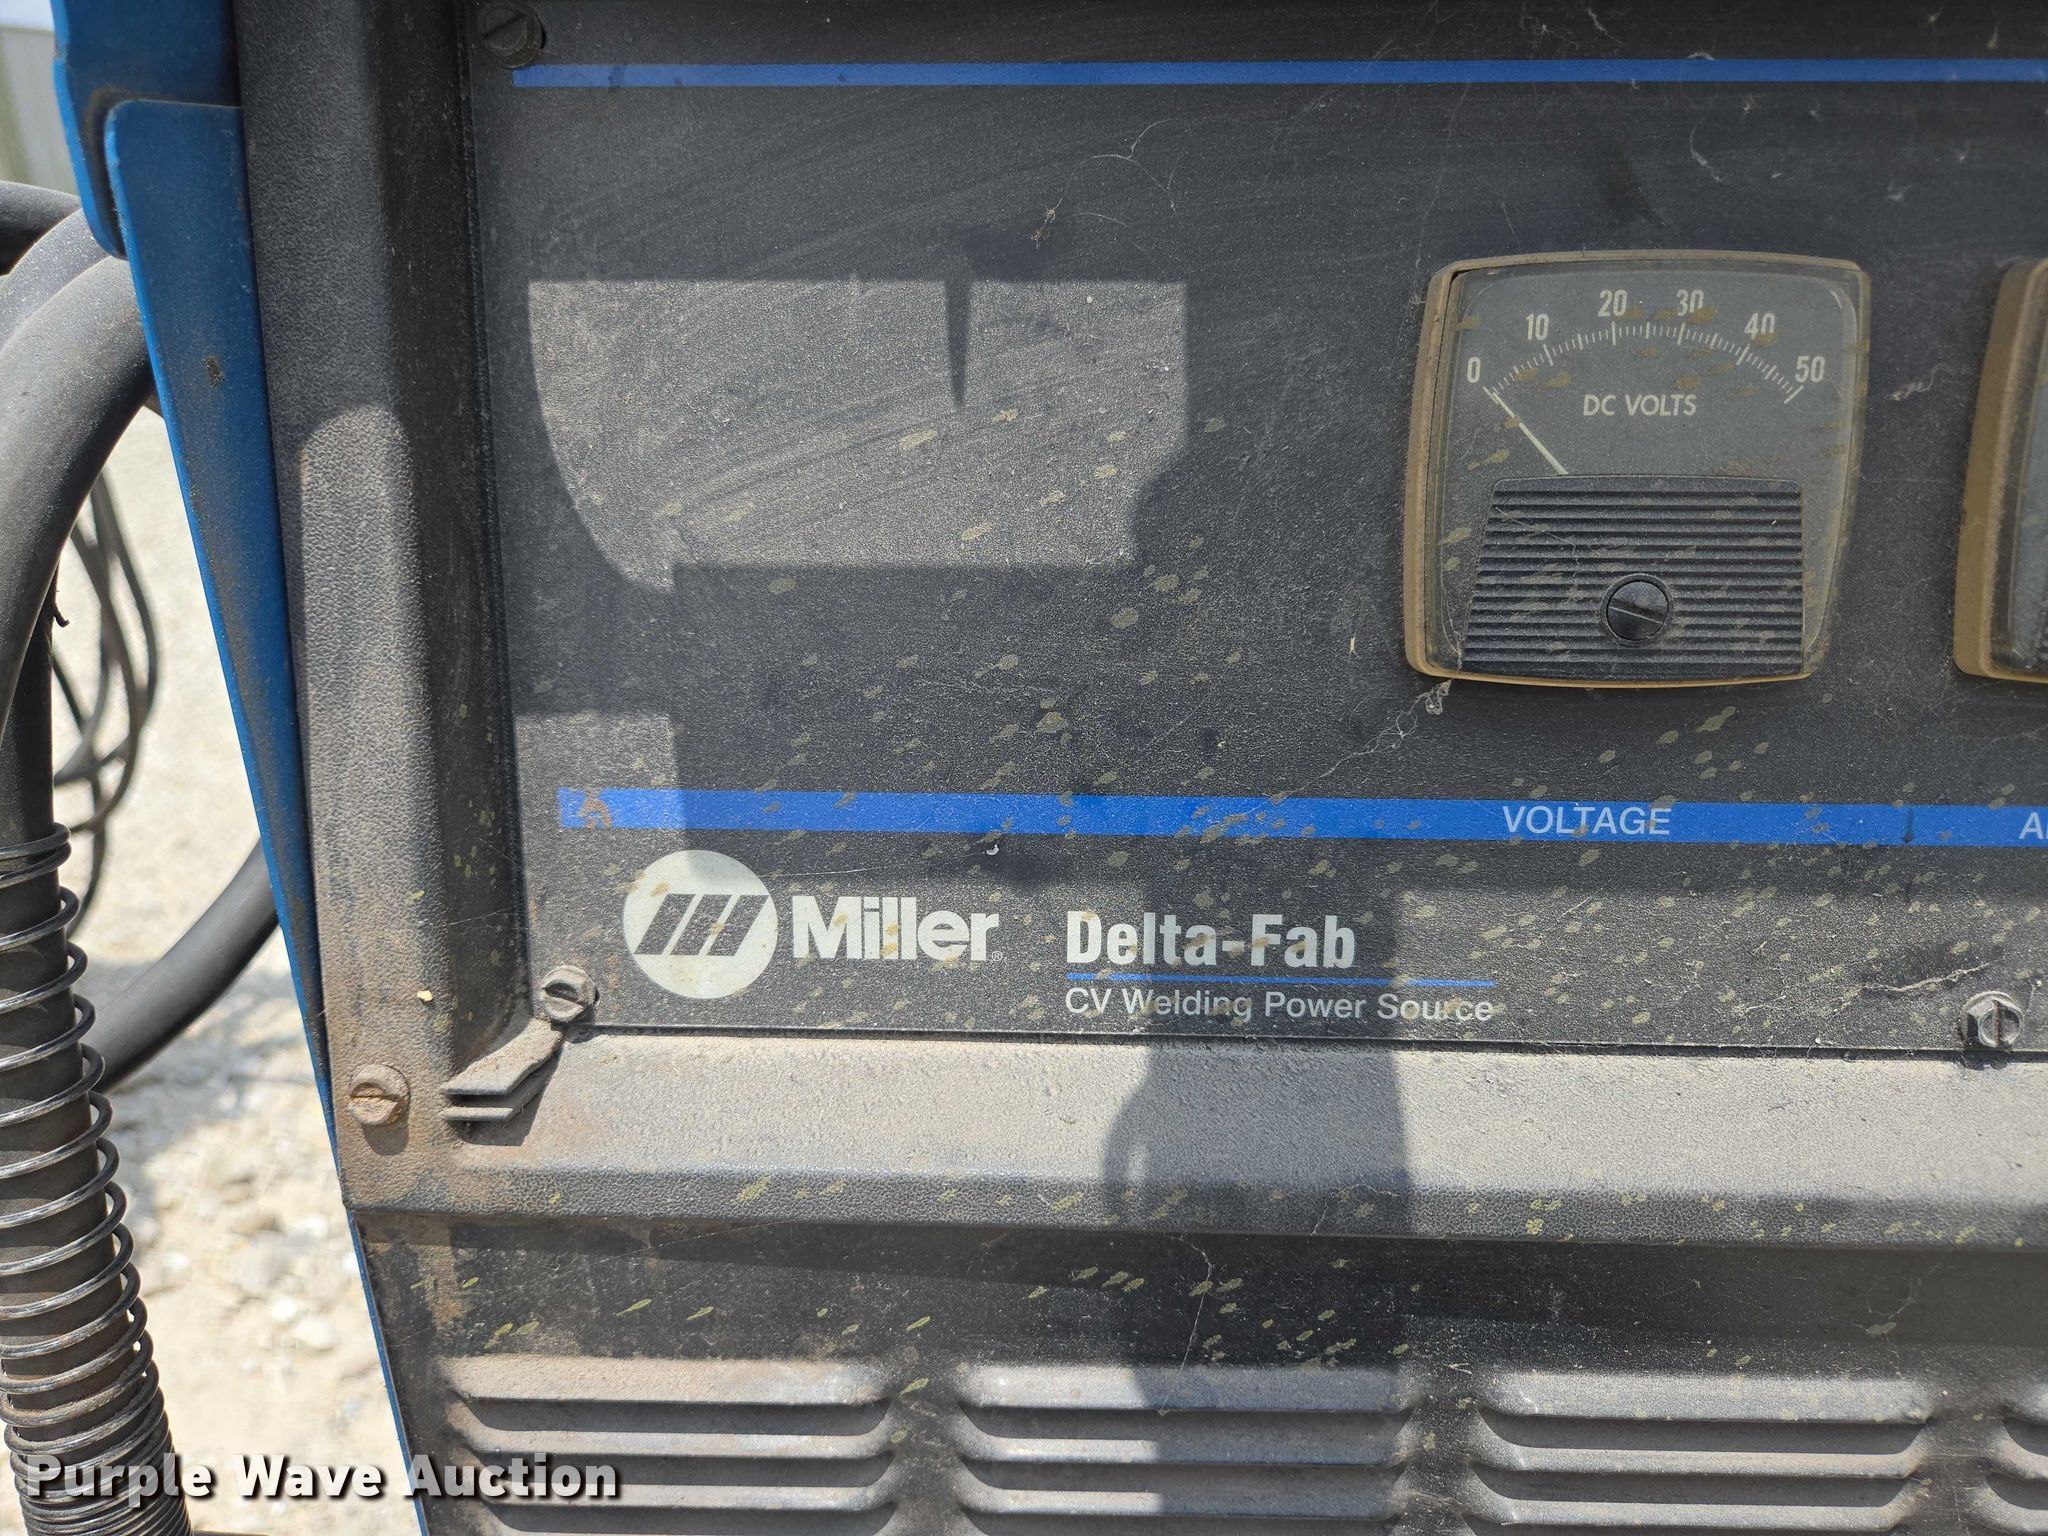 0 10 20 30 40 50
DC VOLTS
VOLTAGE
Miller®
Delta-Fab
CV Welding Power Source
Purple Wave Auction